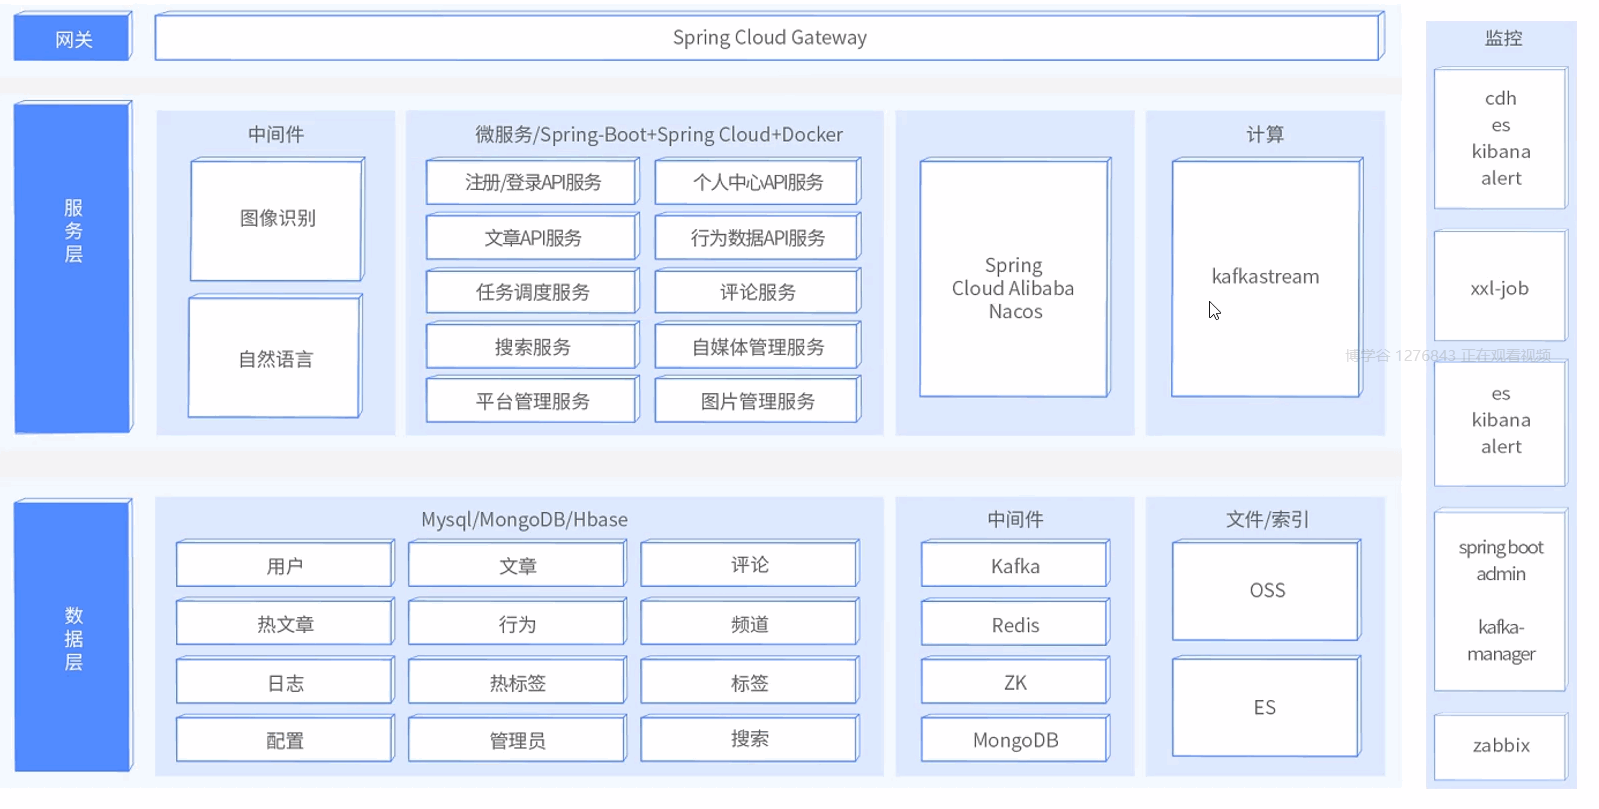 网关
Spring Cloud Gateway
服
务
层
中间件
图像识别
自然语言
微服务/Spring-Boot+Spring Cloud+Docker
注册/登录API服务
个人中心API服务
文章API服务
行为数据API服务
任务调度服务
评论服务
搜索服务
自媒体管理服务
平台管理服务
图片管理服务
Spring
Cloud Alibaba
Nacos
计算
kafkastream
数
据
层
Mysql/MongoDB/Hbase
用户
文章
评论
热文章
行为
频道
日志
热标签
标签
配置
管理员
搜索
中间件
Kafka
Redis
ZK
MongoDB
文件/索引
OSS
ES
监控
cdh
es
kibana
alert
xxl-job
博学谷 1276843 正在观看视频
es
kibana
alert
spring boot
admin
kafka-
manager
zabbix